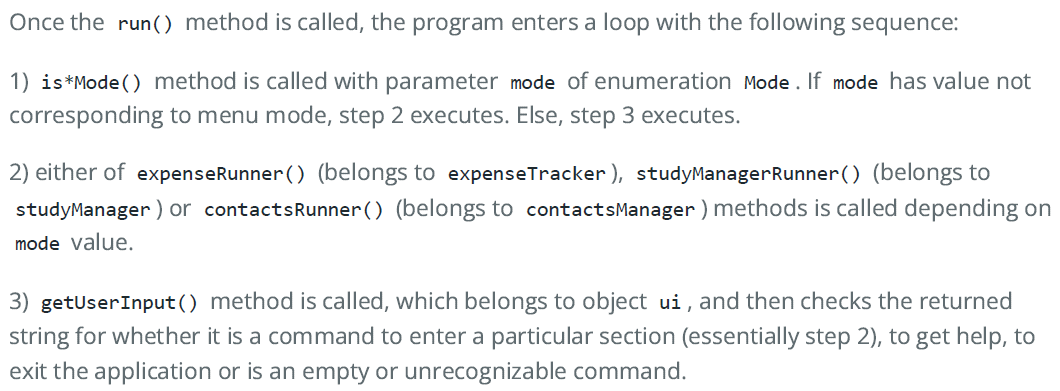 Once the run() method is called, the program enters a loop with the following sequence:
1) is*Mode() method is called with parameter mode of enumeration Mode. If mode has value not
corresponding to menu mode, step 2 executes. Else, step 3 executes.
2) either of expenseRunner() (belongs to expenseTracker), studyManagerRunner() (belongs to
studyManager) or contactsRunner() (belongs to contactsManager) methods is called depending on
mode value.
3) getUserInput() method is called, which belongs to object ui, and then checks the returned
string for whether it is a command to enter a particular section (essentially step 2), to get help, to
exit the application or is an empty or unrecognizable command.